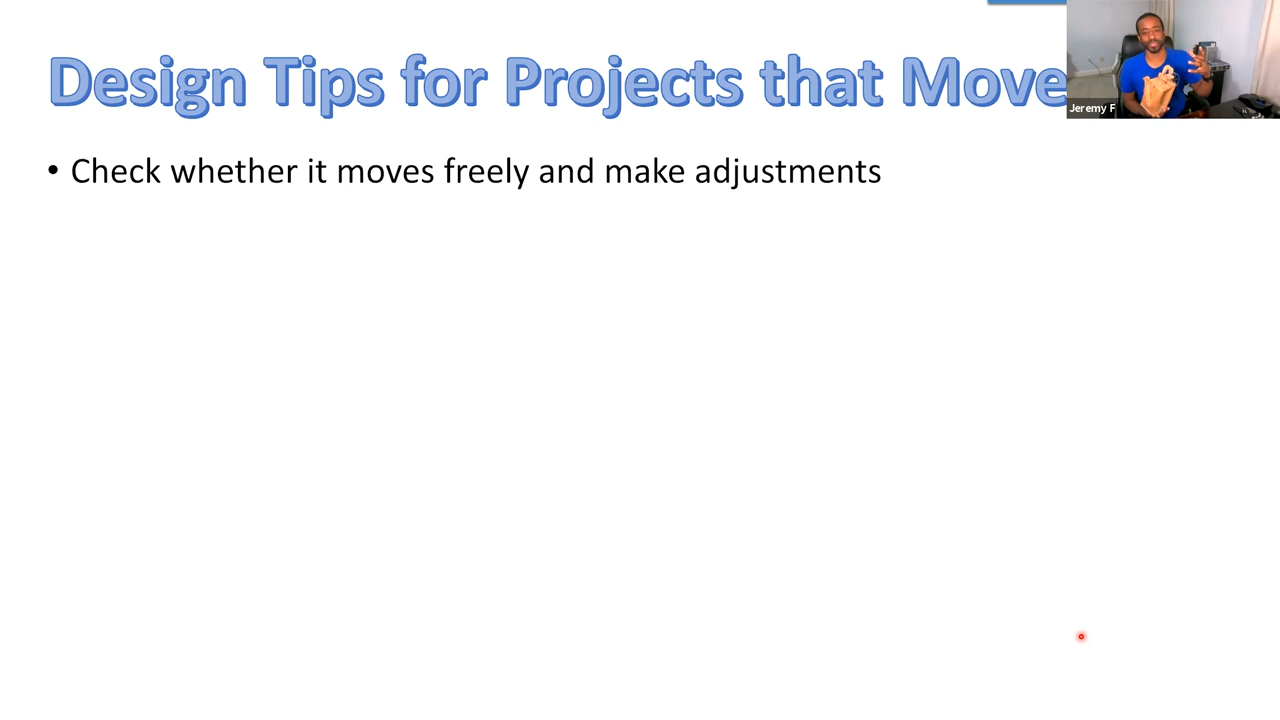 Design Tips for Projects that Move
Jeremy F
• Check whether it moves freely and make adjustments